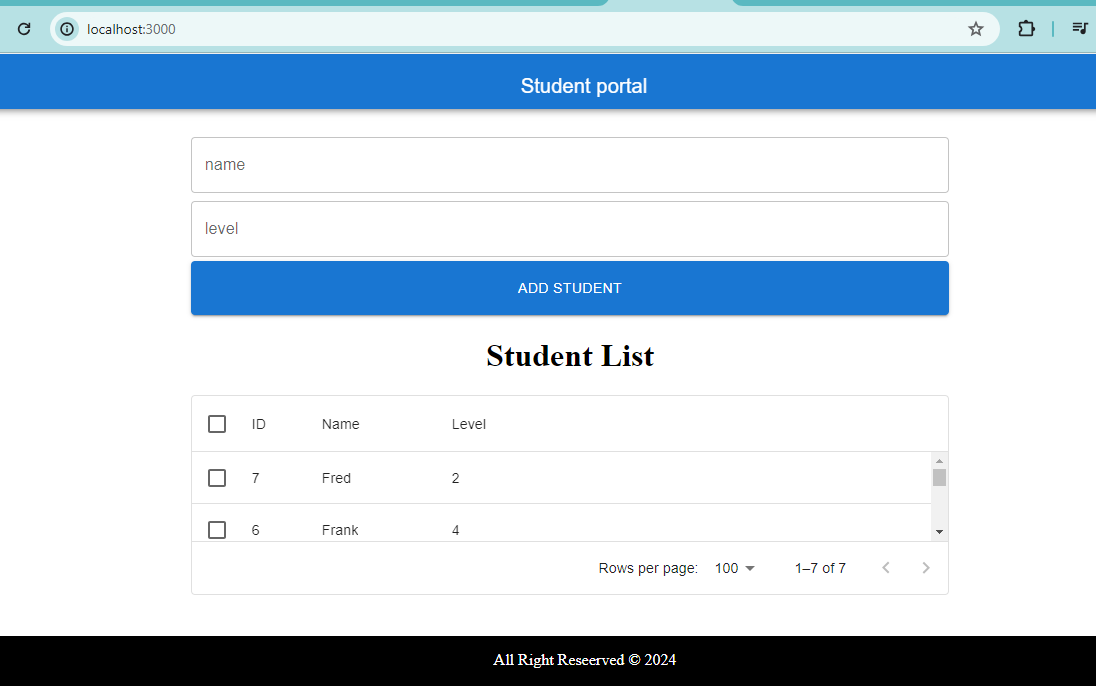 localhost:3000
Student portal
name
level
ADD STUDENT
Student List
ID Name Level
7 Fred 2
6 Frank 4
Rows per page: 100 1–7 of 7
All Right Reseerved © 2024